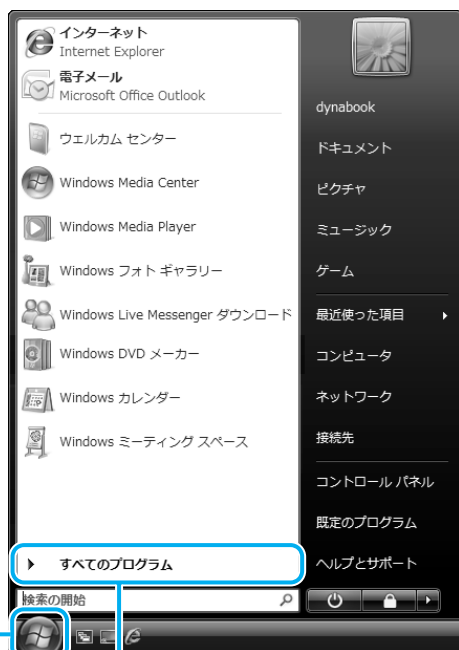 インターネット
Internet Explorer
電子メール
Microsoft Office Outlook
ウェルカム センター
Windows Media Center
Windows Media Player
Windows フォト ギャラリー
Windows Live Messenger ダウンロード
Windows DVD メーカー
Windows カレンダー
Windows ミーティング スペース
すべてのプログラム
検索の開始
dynabook
ドキュメント
ピクチャ
ミュージック
ゲーム
最近使った項目
コンピュータ
ネットワーク
接続先
コントロール パネル
既定のプログラム
ヘルプとサポート